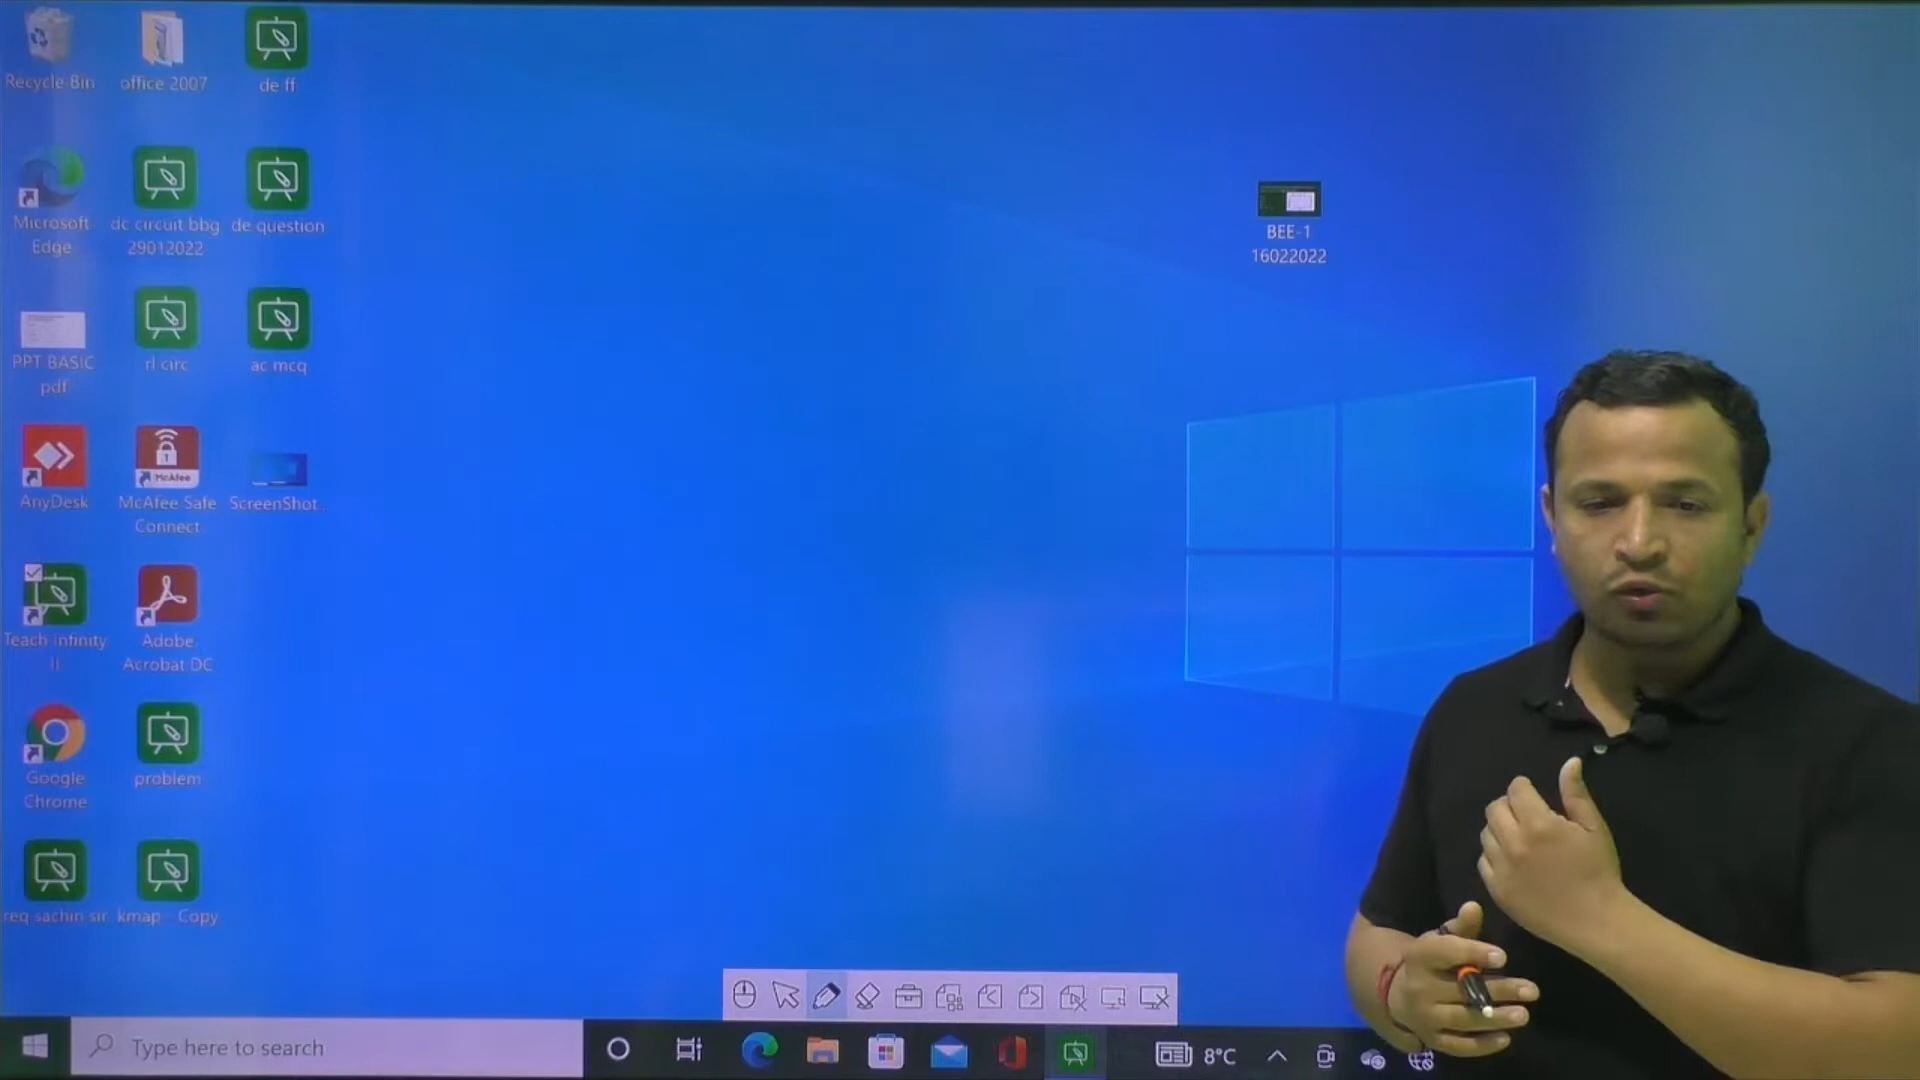 Recycle Bin
office 2007
de ff
Microsoft
Edge
dc circuit bbg
29012022
de question
BEE-1
16022022
PPT BASIC
pdf
rl circ
ac mcq
AnyDesk
McAfee
McAfee Safe
Connect
ScreenShot..
Teach Infinity
II
Adobe
Acrobat DC
Google
Chrome
problem
req sachin sir
kmap - Copy
Type here to search
8°C